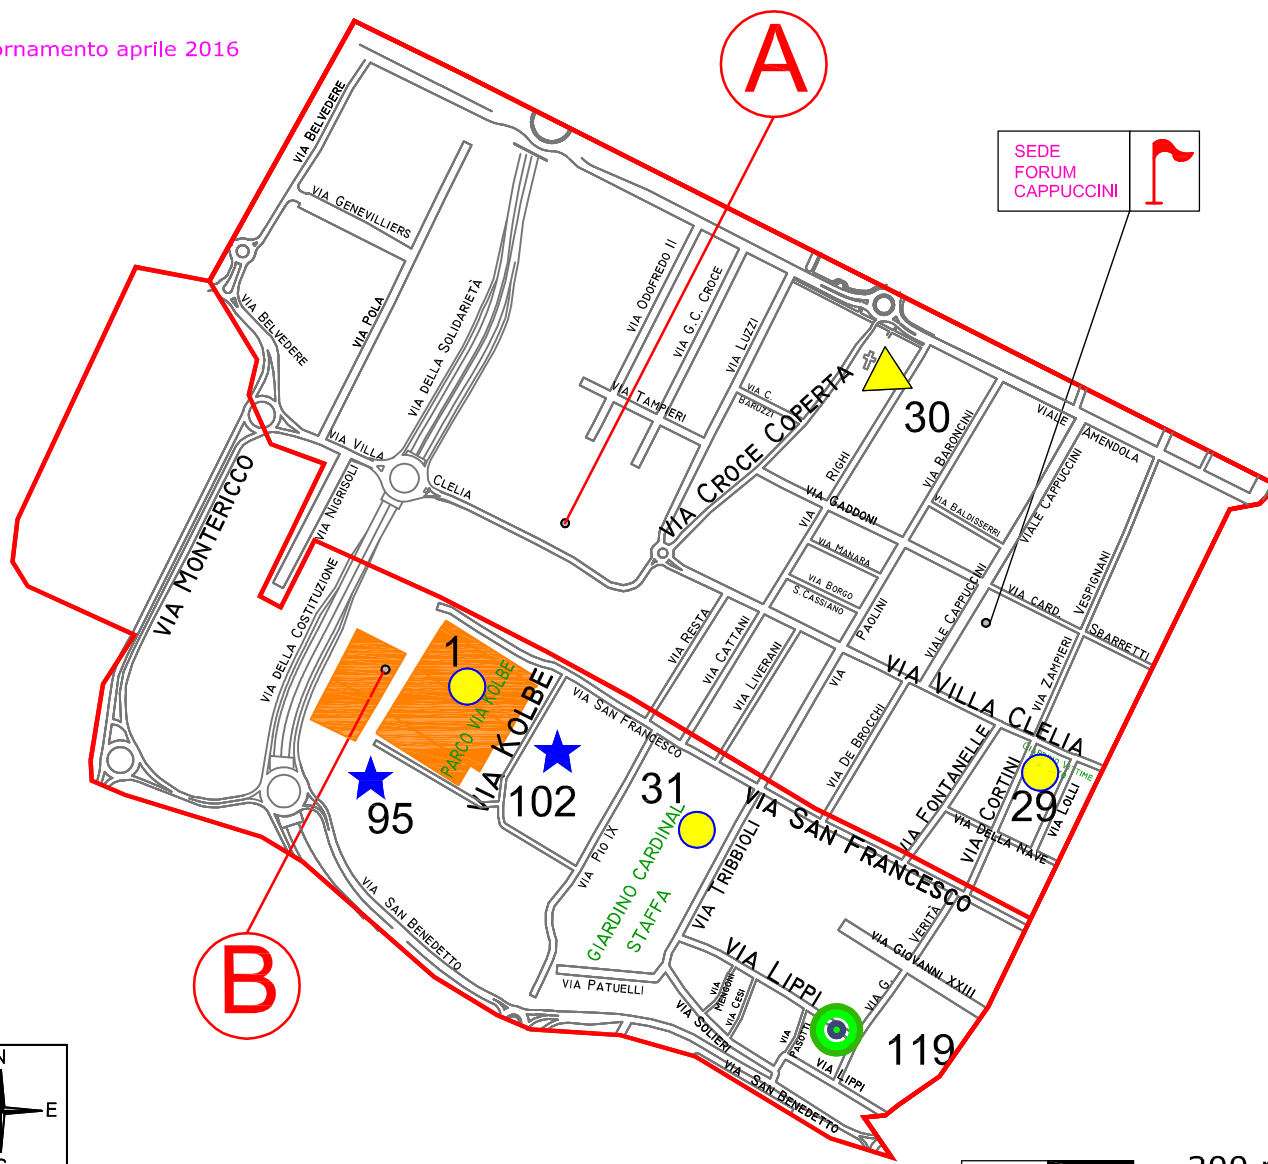 aprile 2016
A
SEDE
FORUM
CAPPUCCINI
VIA BELVEDERE
VIA GENEVILLIERS
VIA BELVEDERE
VIA POLA
VIA DELLA SOLIDARIETÀ
VIA ODOFREDO II
VIA G.C. CROCE
VIA LUZZI
VIA TAMPIERI
VIA C.
BARUZZI
VIA CROCE COPERTA
30
VIALE
AMENDOLA
VIA BARONCINI
VIA
RIGHI
VIALE CAPPUCCINI
VIA VILLA
CLELIA
VIA NIGRISOLI
VIA MONTERICCO
VIA GADDONI
VIA BALDISSERRI
VIA MANARA
VIA BORGO
S.CASSIANO
VESPIGNANI
VIA CARD.
SBARRETTI
VIA DELLA COSTITUZIONE
VIA RESTA
VIA CATTANI
VIA LIVERANI
VIA
PAOLINI
VIALE CAPPUCCINI
VIA ZAMPIERI
VIA VILLA CLELIA
1
PARCO VIA KOLBE
VIA KOLBE
VIA SAN FRANCESCO
VIA DE BROCCHI
VIA FONTANELLE
VIA CORTINI
29
VIA LOLLI
VIA DELLA NAVE
95
102
31
VIA PIO IX
GIARDINO CARDINAL
STAFFA
VIA TRIBBIOLI
VIA SAN FRANCESCO
VIA SAN BENEDETTO
VIA PATUELLI
VIA LIPPI
VIA G.
VERITÀ
VIA GIOVANNI XXIII
VIA
MENGONI
VIA CESI
VIA SOLIERI
VIA
PASOTTI
VIA LIPPI
119
VIA SAN BENEDETTO
B
N
E